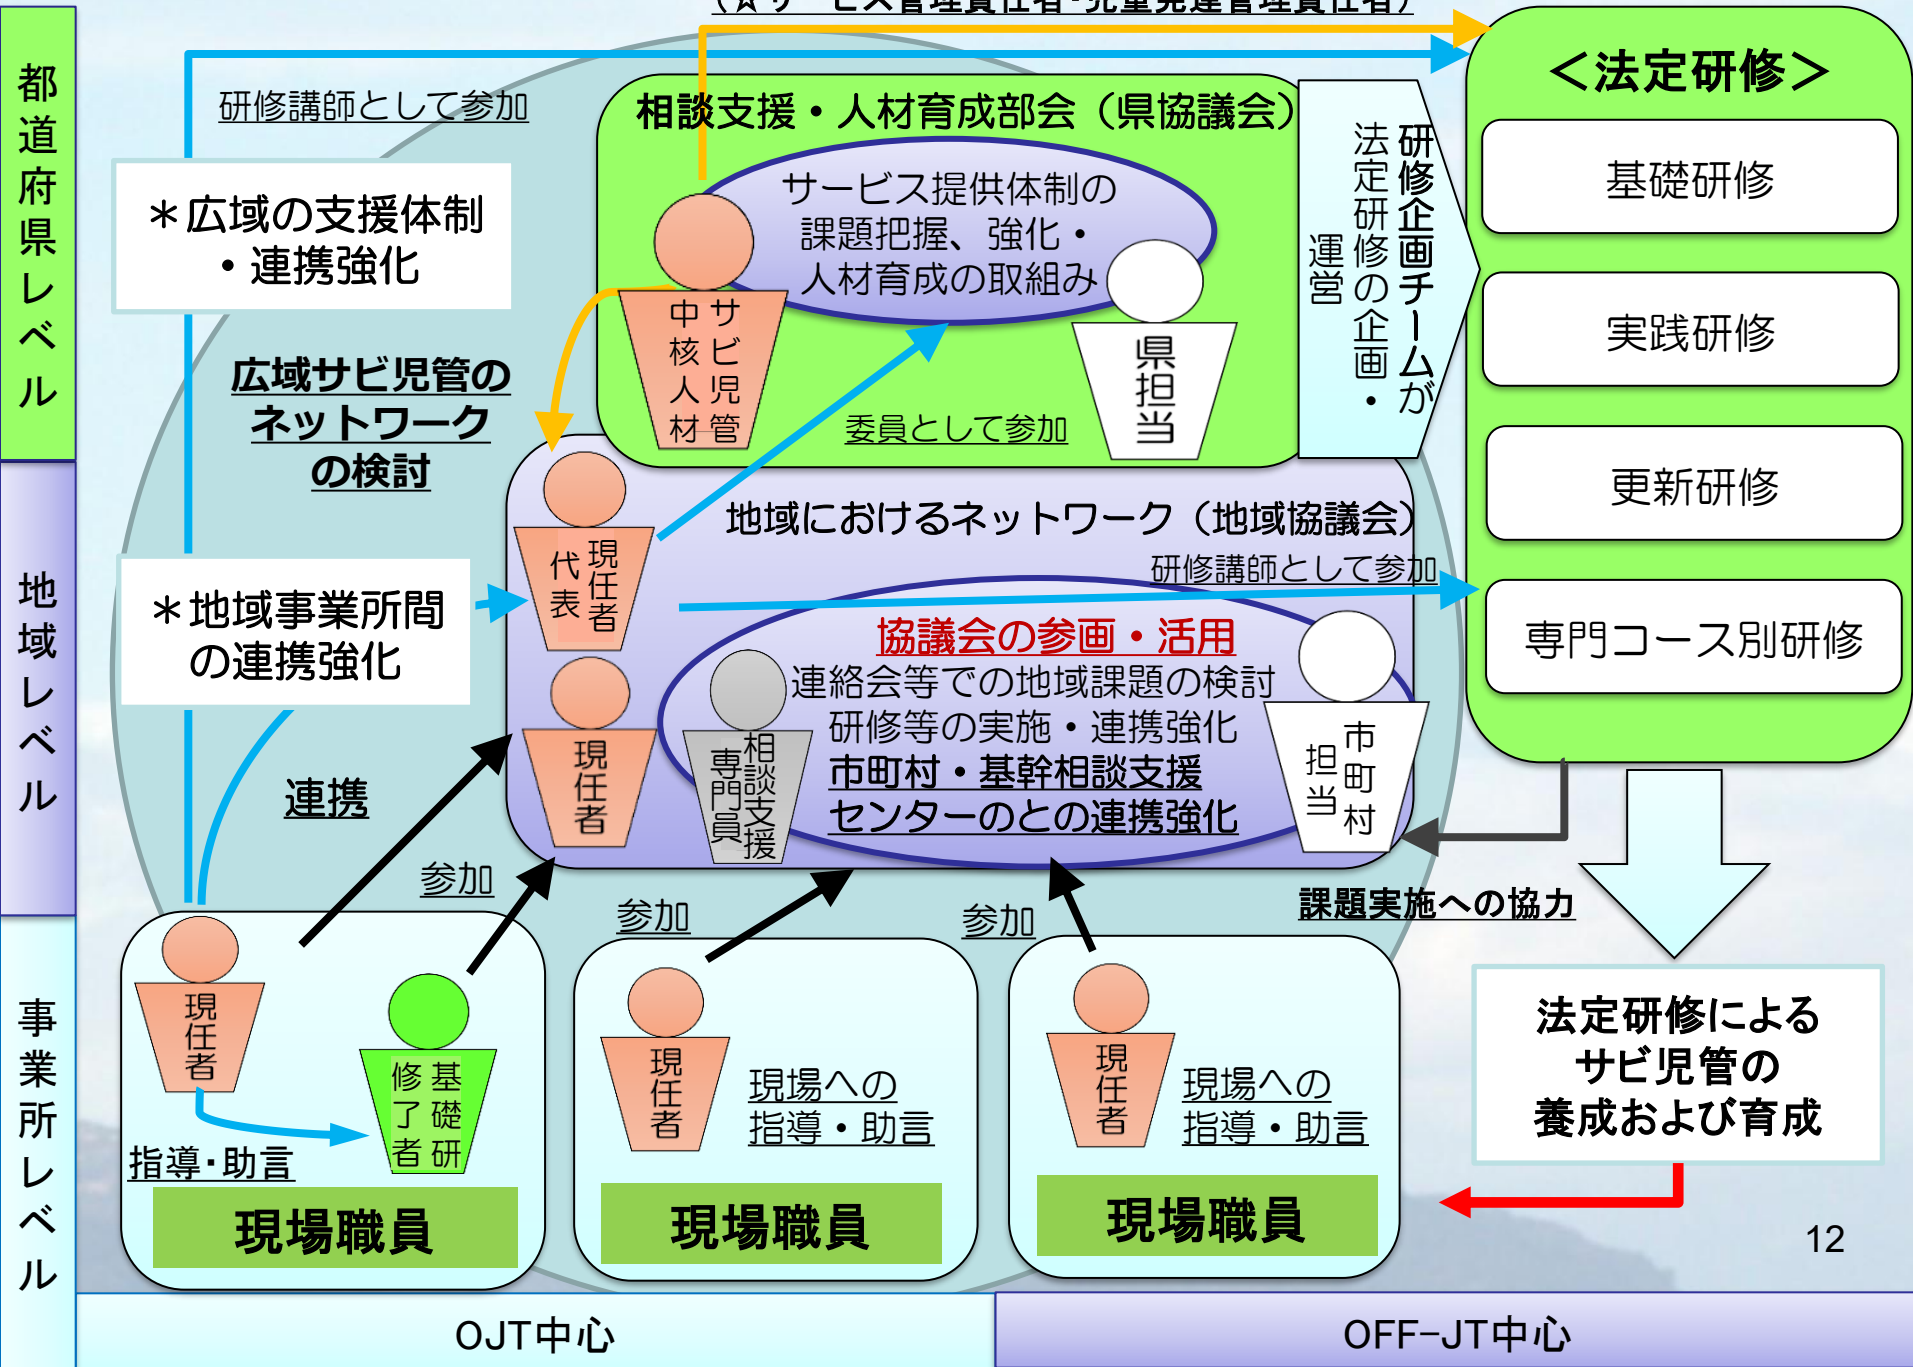 (☆サービス管理責任者・児童発達管理責任者)
都道府県レベル
研修講師として参加
相談支援・人材育成部会（県協議会）
＊広域の支援体制
・連携強化
サービス提供体制の
課題把握、強化・
人材育成の取組み
サビ児管
中核人材
県担当
委員として参加
研修企画チームが
法定研修の企画・
運営
＜法定研修＞
基礎研修
実践研修
更新研修
専門コース別研修
広域サビ児管の
ネットワーク
の検討
地域レベル
地域におけるネットワーク（地域協議会）
研修講師として参加
現任者
代表
＊地域事業所間
の連携強化
協議会の参画・活用
連絡会等での地域課題の検討
研修等の実施・連携強化
市町村・基幹相談支援
センターのとの連携強化
現任者
相談支援
専門員
市町村
担当
連携
参加
参加
参加
課題実施への協力
事業所レベル
現任者
基礎研
修了者
指導・助言
現場職員
現任者
現場への
指導・助言
現場職員
現任者
現場への
指導・助言
現場職員
法定研修による
サビ児管の
養成および育成
12
OJT中心
OFF-JT中心